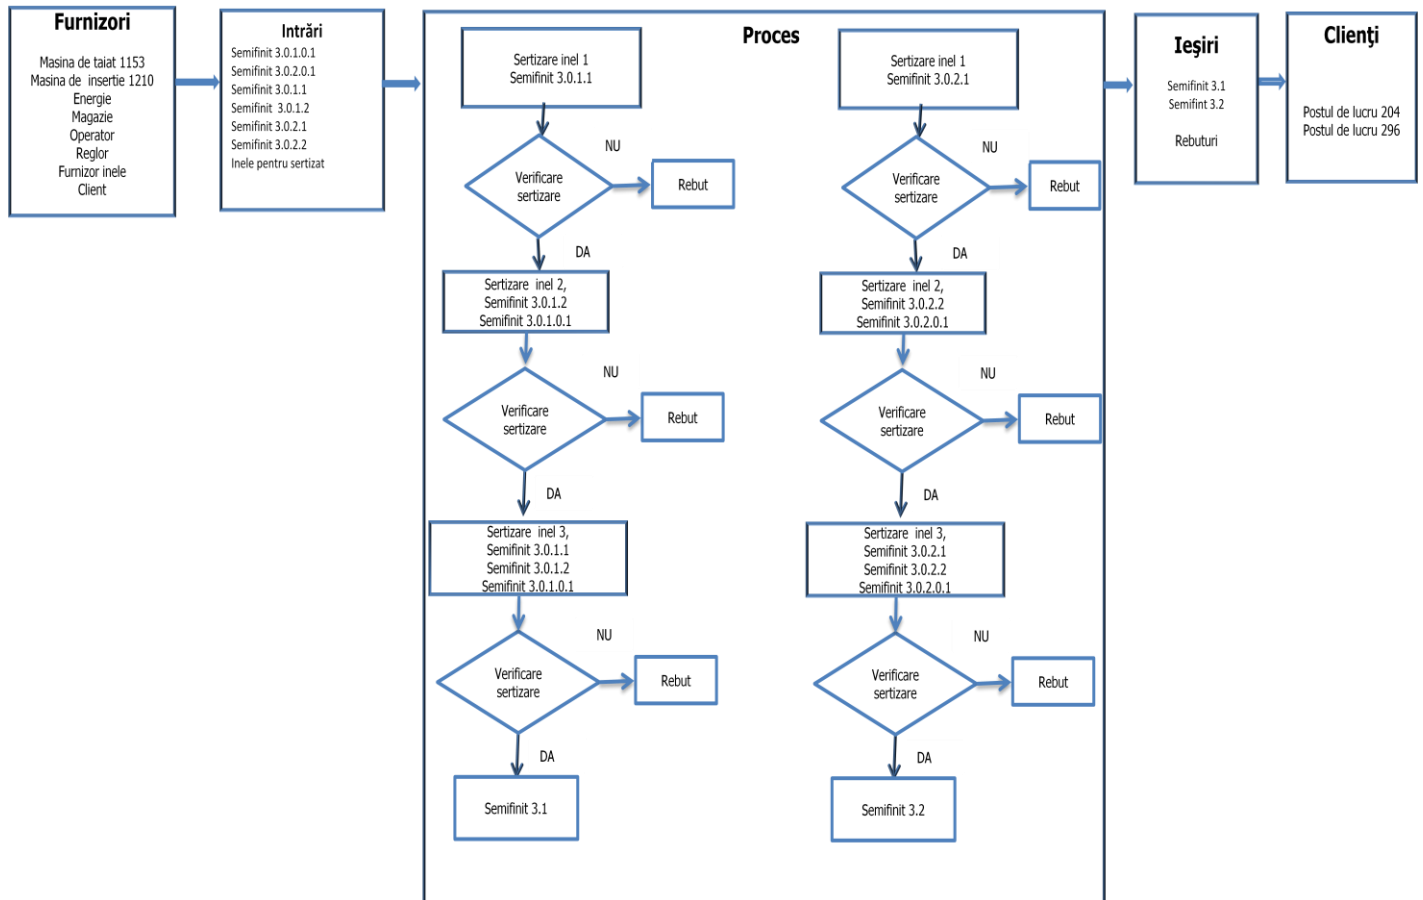 Furnizori
Masina de taiat 1153
Masina de insertie 1210
Energie
Magazie
Operator
Reglor
Furnizor inele
Client
Intrări
Semifinit 3.0.1.0.1
Semifinit 3.0.2.0.1
Semifinit 3.0.1.1
Semifinit 3.0.1.2
Semifinit 3.0.2.1
Semifinit 3.0.2.2
Inele pentru sertizat
Proces
Sertizare inel 1
Semifinit 3.0.1.1
NU
Verificare
sertizare
Rebut
DA
Sertizare inel 2,
Semifinit 3.0.1.2
Semifinit 3.0.1.0.1
NU
Verificare
sertizare
Rebut
DA
Sertizare inel 3,
Semifinit 3.0.1.1
Semifinit 3.0.1.2
Semifinit 3.0.1.0.1
NU
Verificare
sertizare
Rebut
DA
Semifinit 3.1
Sertizare inel 1
Semifinit 3.0.2.1
NU
Verificare
sertizare
Rebut
DA
Sertizare inel 2,
Semifinit 3.0.2.2
Semifinit 3.0.2.0.1
NU
Verificare
sertizare
Rebut
DA
Sertizare inel 3,
Semifinit 3.0.2.1
Semifinit 3.0.2.2
Semifinit 3.0.2.0.1
NU
Verificare
sertizare
Rebut
DA
Semifinit 3.2
Ieşiri
Semifinit 3.1
Semifint 3.2
Rebuturi
Clienţi
Postul de lucru 204
Postul de lucru 296